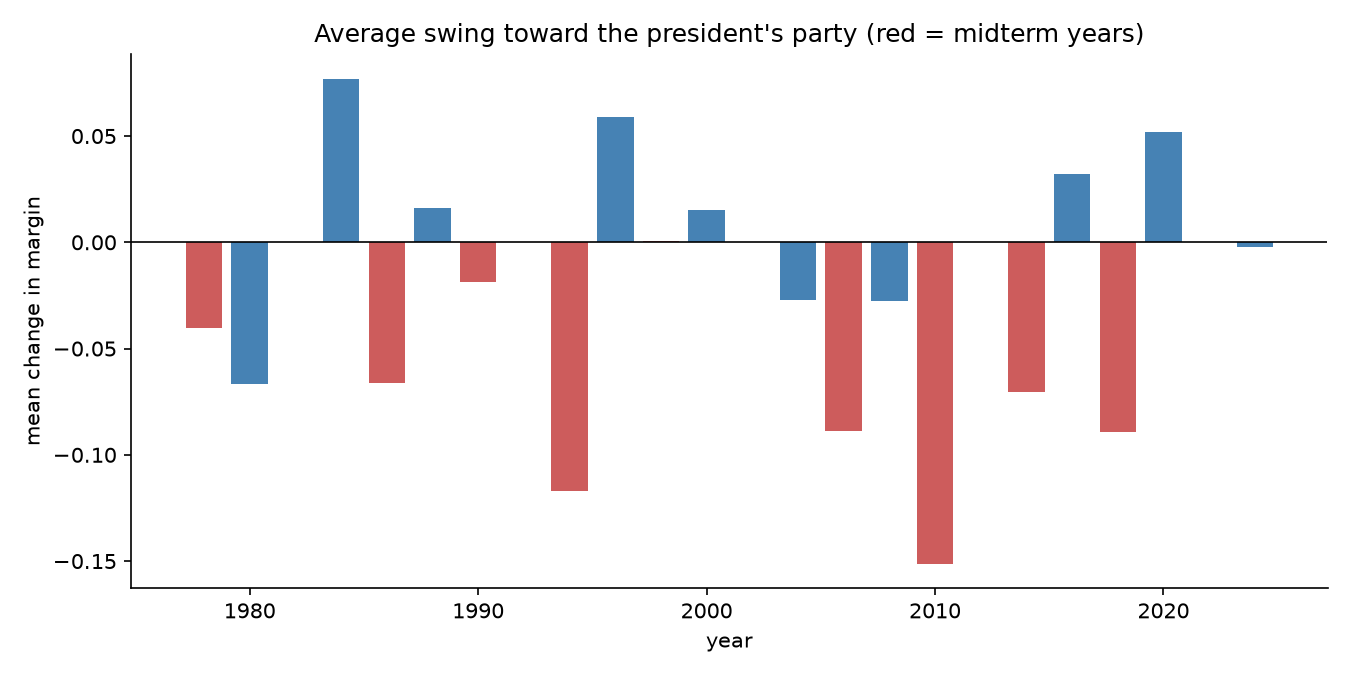 Average swing toward the president's party (red = midterm years)
mean change in margin
0.05
0.00
−0.05
−0.10
−0.15
1980 1990 2000 2010 2020
year